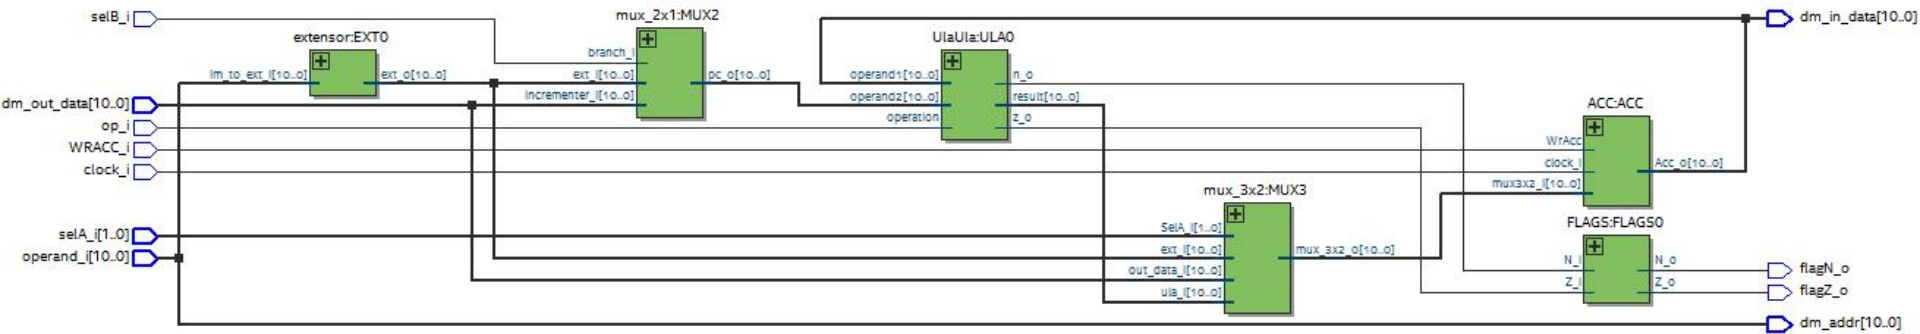 selB_i
dm_out_data[10..0]
op_i
WRACC_i
clock_i
selA_i[1..0]
operand_i[10..0]
extensor:EXT0
im_to_ext_i[10..0]
ext_o[10..0]
mux_2x1:MUX2
branch_i
ext_i[10..0]
incrementer_i[10..0]
pc_o[10..0]
UlaUla:ULA0
operand1[10..0]
operand2[10..0]
operation
n_o
result[10..0]
z_o
mux_3x2:MUX3
SelA_i[1..0]
ext_i[10..0]
out_data_i[10..0]
ula_i[10..0]
mux_3x2_o[10..0]
ACC:ACC
WrAcc
clock_i
mux3x2_i[10..0]
Acc_o[10..0]
FLAGS:FLAGS0
N_i
Z_i
N_o
Z_o
dm_in_data[10..0]
flagN_o
flagZ_o
dm_addr[10..0]